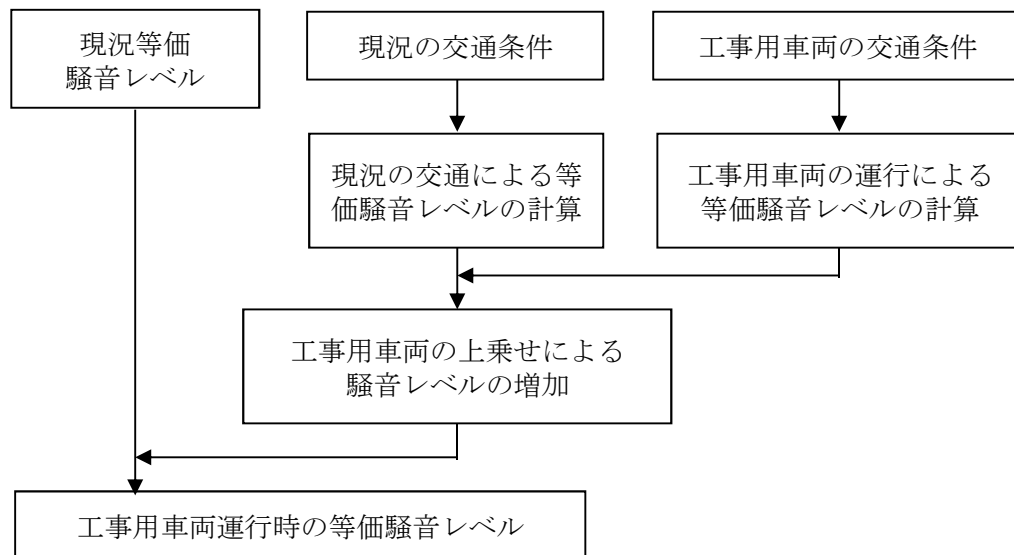 現況等価
騒音レベル
現況の交通条件
工事用車両の交通条件
現況の交通による等
価騒音レベルの計算
工事用車両の運行による
等価騒音レベルの計算
工事用車両の上乗せによる
騒音レベルの増加
工事用車両運行時の等価騒音レベル